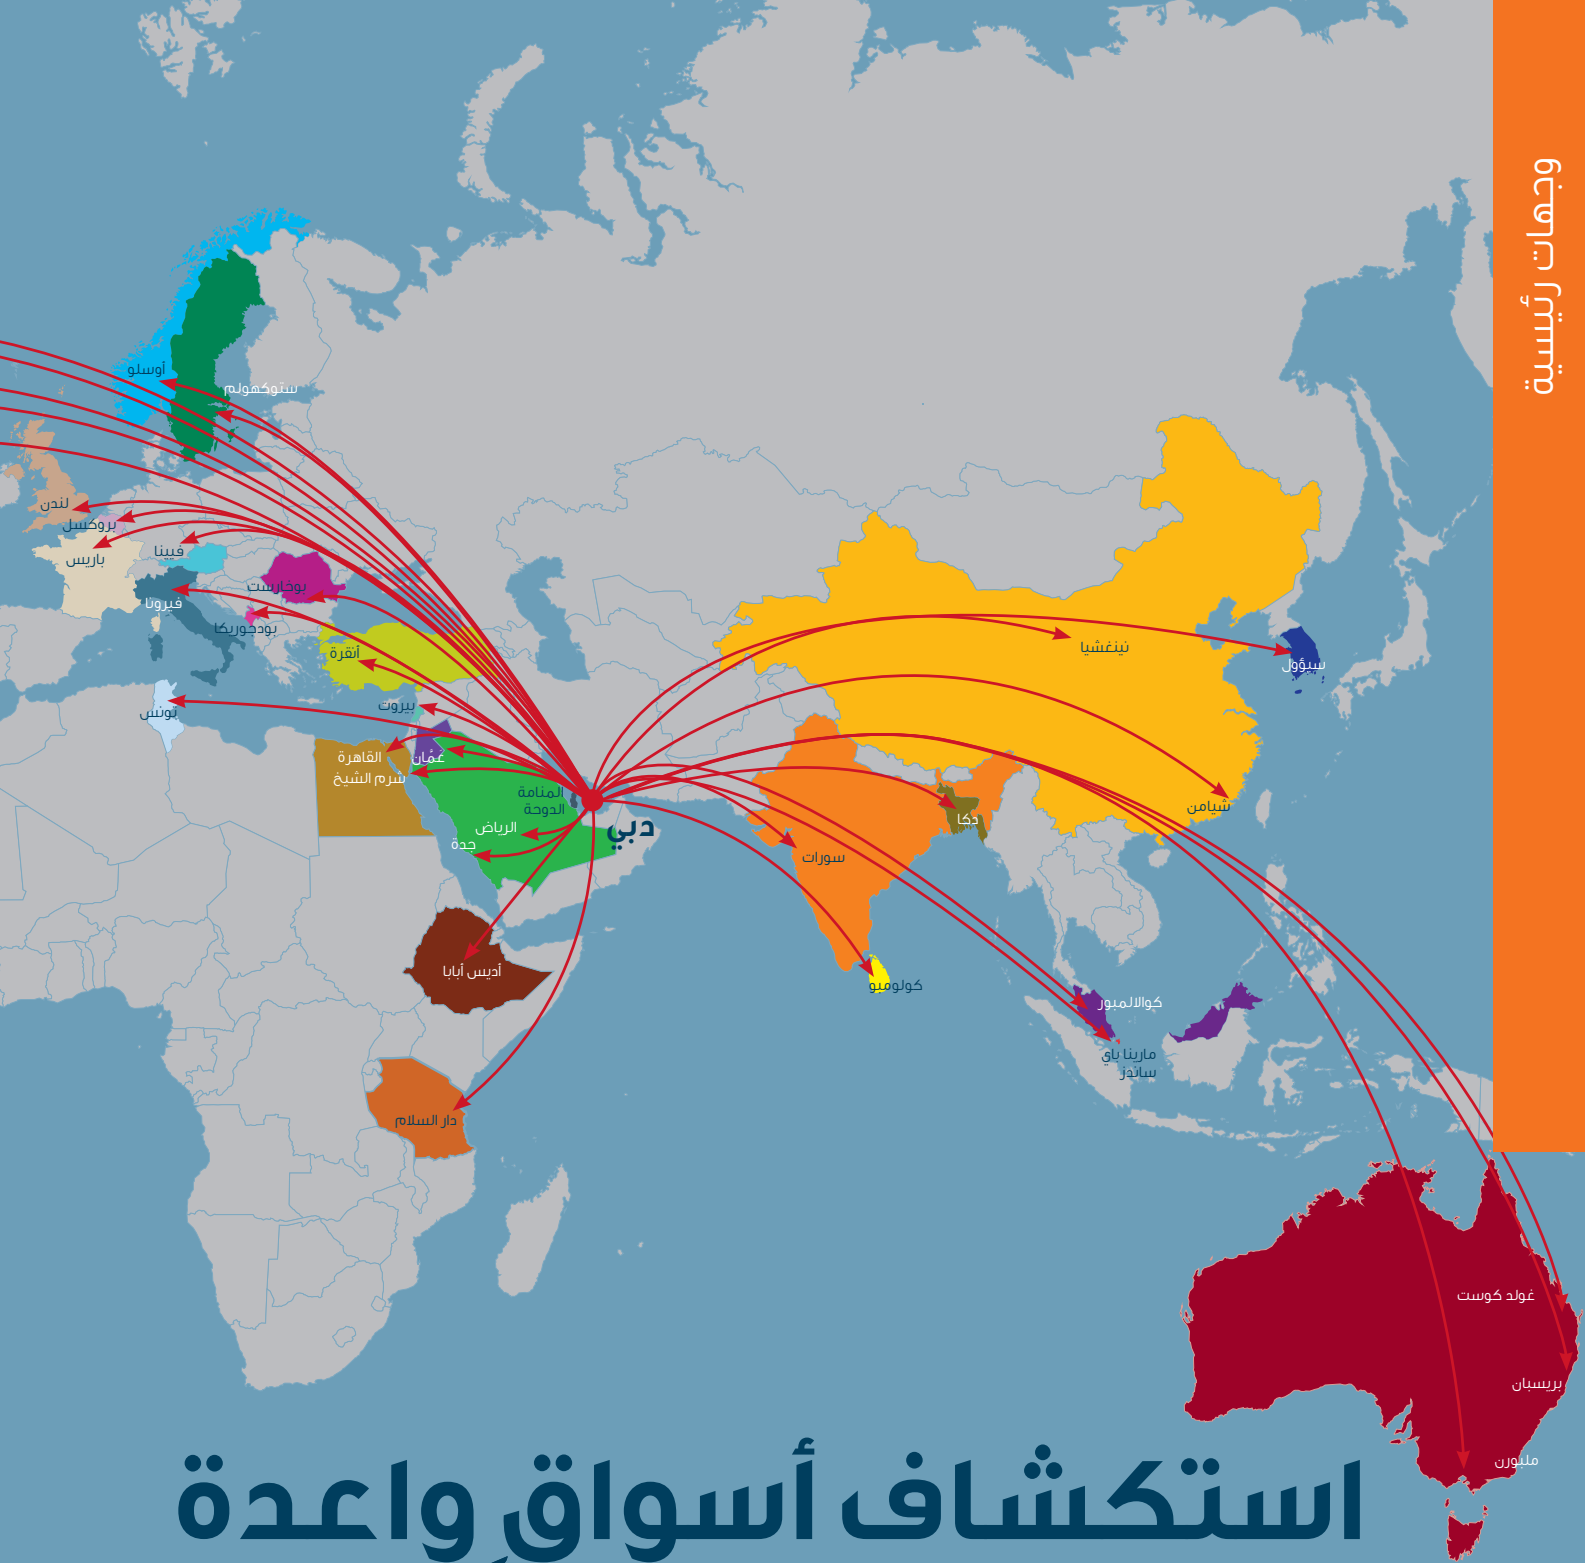 وجهات رئيسية
أوسلو
ستوكهولم
لندن
بروكسل
باريس
فيينا
بوخارست
فيرونا
بودجوريكا
أنقرة
تونس
بيروت
القاهرة
عمّان
شرم الشيخ
المنامة
الدوحة
دبي
الرياض
جدة
أديس أبابا
دار السلام
نينغشيا
سيؤول
شيامن
دكا
سورات
كولومبو
كوالالمبور
مارينا باي
ساندز
غولد كوست
بريسبان
ملبورن
استكشاف أسواقٍ واعدة